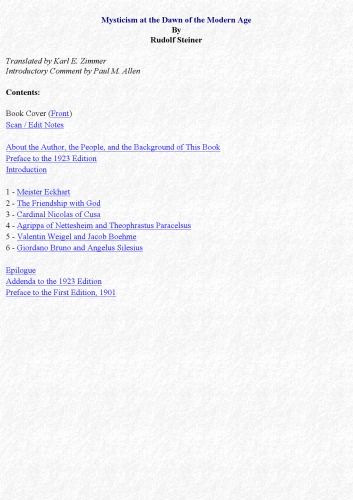 Mysticism at the Dawn of the Modern Age
By
Rudolf Steiner
Translated by Karl E. Zimmer
Introductory Comment by Paul M. Allen
Contents:
Book Cover (Front)
Scan / Edit Notes
About the Author, the People, and the Background of This Book
Preface to the 1923 Edition
Introduction
1 - Meister Eckhart
2 - The Friendship with God
3 - Cardinal Nicolas of Cusa
4 - Agrippa of Nettesheim and Theophrastus Paracelsus
5 - Valentin Weigel and Jacob Boehme
6 - Giordano Bruno and Angelus Silesius
Epilogue
Addenda to the 1923 Edition
Preface to the First Edition, 1901